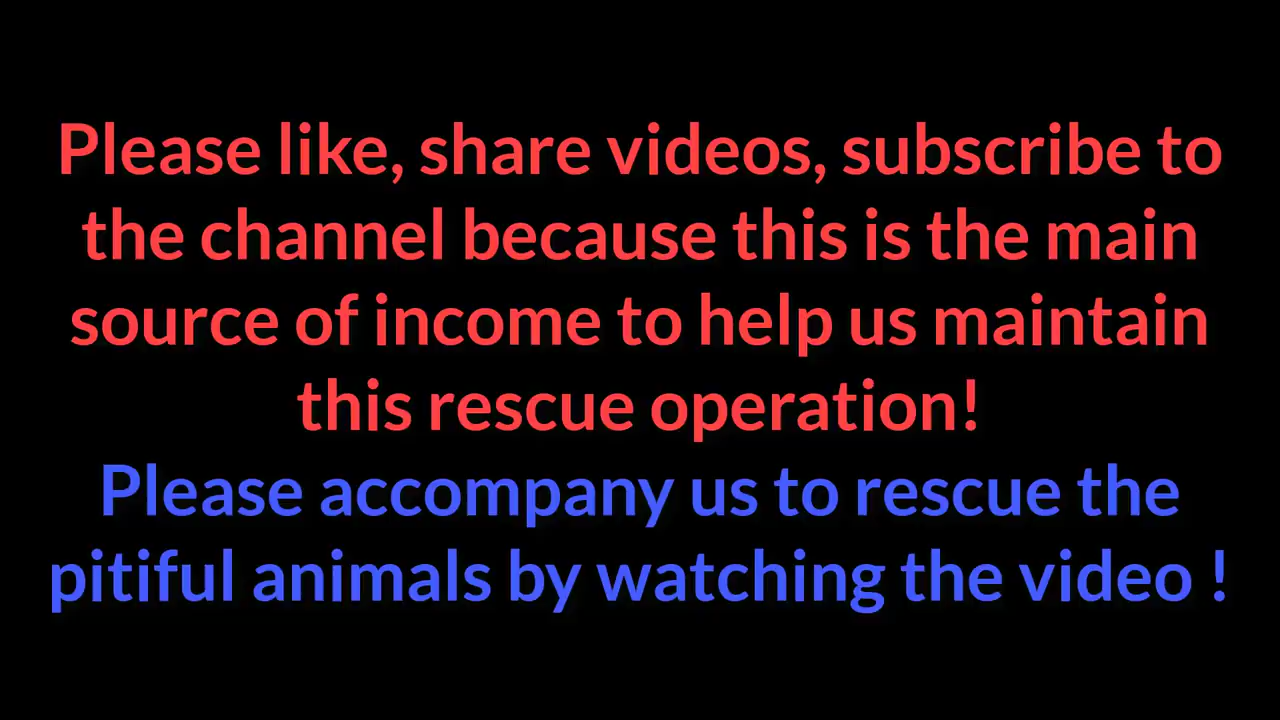 Please like, share videos, subscribe to
the channel because this is the main
source of income to help us maintain
this rescue operation!
Please accompany us to rescue the
pitiful animals by watching the video !